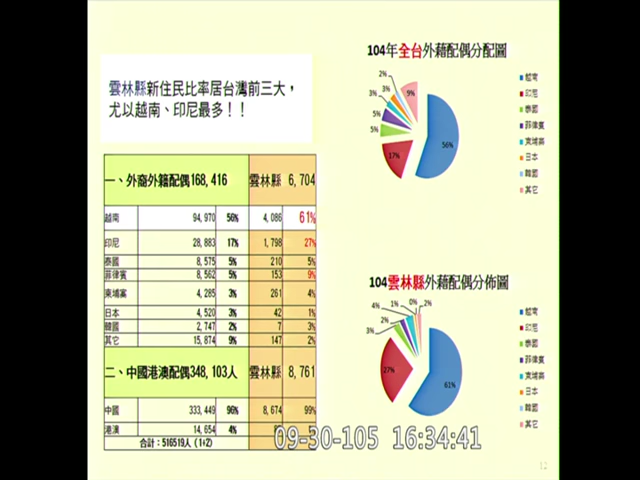 雲林縣新住民比率居台灣前三大，
尤以越南、印尼最多！！
一、外裔外籍配偶168,416 雲林縣 6,704
越南 94,970 56% 4,086 61%
印尼 28,883 17% 1,798 27%
泰國 8,575 5% 210 5%
菲律賓 8,562 5% 153 9%
柬埔寨 4,285 3% 261 4%
日本 4,520 3% 42 1%
韓國 2,747 2% 7 3%
其它 15,874 9% 147 2%
二、中國港澳配偶348,103人 雲林縣 8,761
中國 333,449 96% 8,674 99%
港澳 14,654 4%
合計：516519人 (1+2)
104年全台外籍配偶分配圖
2%
3%
3%
5%
5%
9%
17%
56%
越南
印尼
泰國
菲律賓
柬埔寨
日本
韓國
其它
104雲林縣外籍配偶分佈圖
4%
1%
0%
2%
2%
3%
27%
61%
越南
印尼
泰國
菲律賓
柬埔寨
日本
韓國
其它
09-30-105 16:34:41
12